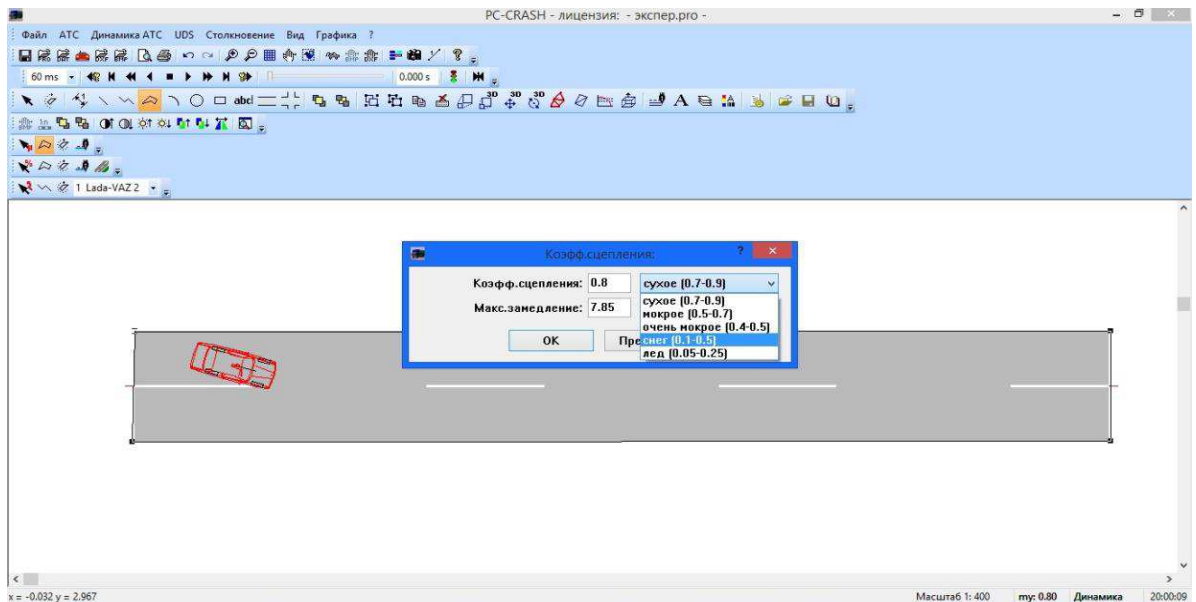 PC-CRASH - лицензия: - экспер.pro -
Файл АТС Динамика АТС UDS Столкновение Вид Графика ?
60 ms 0.000 s
abc 3D 3D 3D A
1 Lada-VAZ 2
Коэфф.сцепления: ?
Коэфф.сцепления: 0.8 сухое (0.7-0.9)
сухое (0.7-0.9)
Макс.замедление: 7.85 мокрое (0.5-0.7)
очень мокрое (0.4-0.5)
OK Пре снег (0.1-0.5)
лед (0.05-0.25)
x = -0.032 y = 2.967 Масштаб 1: 400 my: 0.80 Динамика 20:00:09